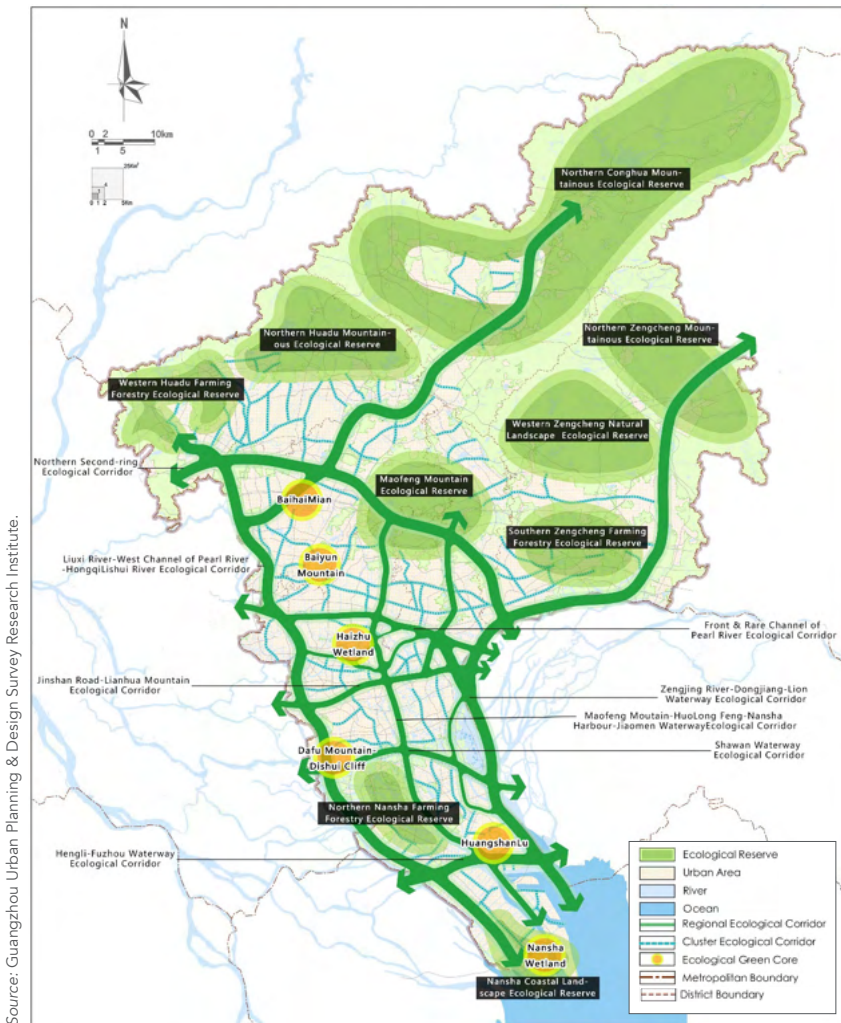 N
0 2 10km
1 5
25Km²
4
1
0 1 2 5Km
Northern Conghua Moun-
tainous Ecological Reserve
Northern Huadu Mountain-
ous Ecological Reserve
Northern Zengcheng Moun-
tainous Ecological Reserve
Western Huadu Farming
Forestry Ecological Reserve
Western Zengcheng Natural
Landscape Ecological Reserve
Northern Second-ring
Ecological Corridor
Maofeng Mountain
Ecological Reserve
BaihaiMian
Southern Zengcheng Farming
Forestry Ecological Reserve
Liuxi River-West Channel of Pearl River
-HongqiLishui River Ecological Corridor
Baiyun
Mountain
Haizhu
Wetland
Front & Rare Channel of
Pearl River Ecological Corridor
Jinshan Road-Lianhua Mountain
Ecological Corridor
Zengjing River-Dongjiang-Lion
Waterway Ecological Corridor
Maofeng Moutain-HuoLong Feng-Nansha
Harbour-Jiaomen WaterwayEcological Corridor
Shawan Waterway
Ecological Corridor
Dafu Mountain-
Dishui Cliff
Northern Nansha Farming
Forestry Ecological Reserve
HuangshanLu
Hengli-Fuzhou Waterway
Ecological Corridor
Nansha
Wetland
Nansha Coastal Land-
scape Ecological Reserve
Ecological Reserve
Urban Area
River
Ocean
Regional Ecological Corridor
Cluster Ecological Corridor
Ecological Green Core
Metropolitan Boundary
District Boundary
Source: Guangzhou Urban Planning & Design Survey Research Institute.